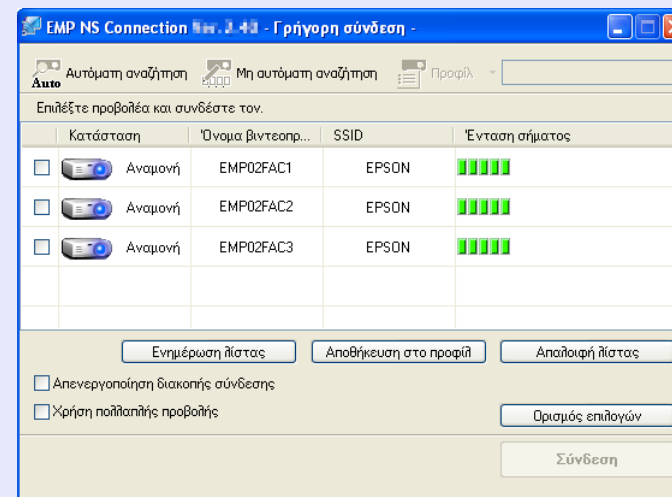 EMP NS Connection - Γρήγορη σύνδεση -
Auto Αυτόματη αναζήτηση Μη αυτόματη αναζήτηση Προφίλ
Επιλέξτε προβολέα και συνδέστε τον.
Κατάσταση Όνομα βιντεοπρ... SSID Ένταση σήματος
Αναμονή EMP02FAC1 EPSON
Αναμονή EMP02FAC2 EPSON
Αναμονή EMP02FAC3 EPSON
Ενημέρωση λίστας Αποθήκευση στο προφίλ Απαλοιφή λίστας
Απενεργοποίηση διακοπής σύνδεσης
Χρήση πολλαπλής προβολής Ορισμός επιλογών
Σύνδεση